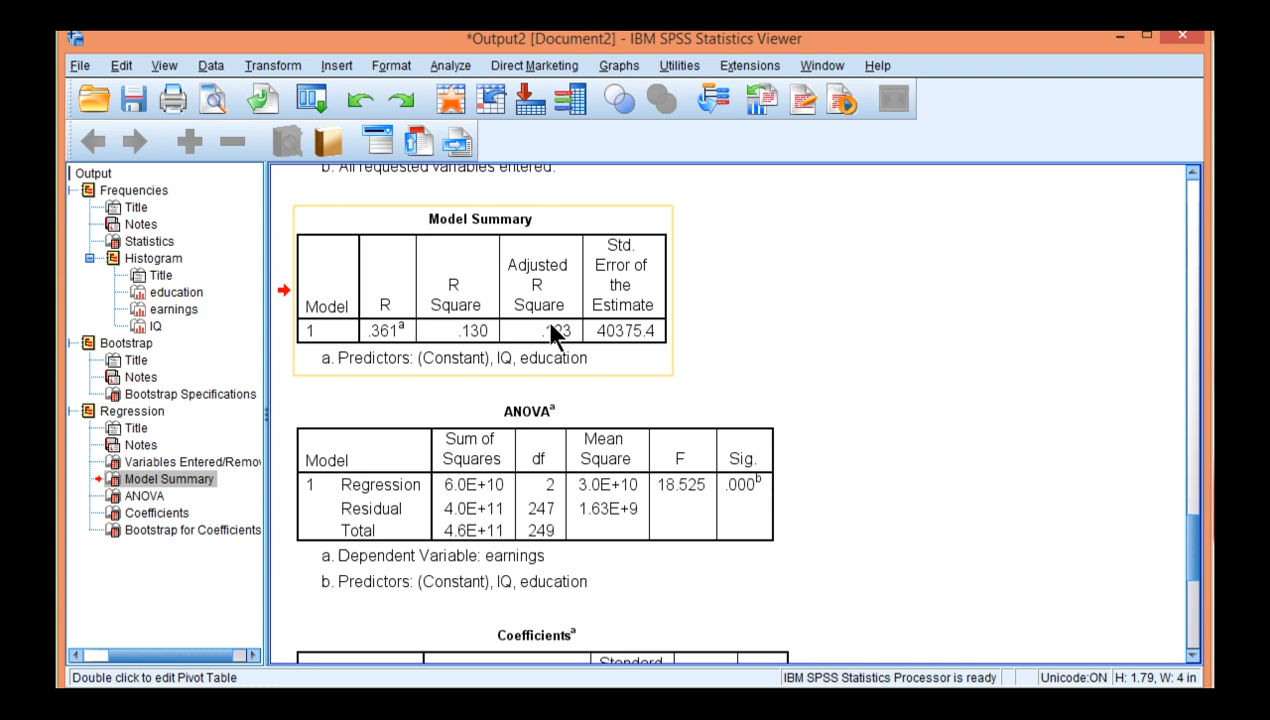 *Output2 [Document2] - IBM SPSS Statistics Viewer
File Edit View Data Transform Insert Format Analyze Direct Marketing Graphs Utilities Extensions Window Help
Output
Frequencies
Title
Notes
Statistics
Histogram
Title
education
earnings
IQ
Bootstrap
Title
Notes
Bootstrap Specifications
Regression
Title
Notes
Variables Entered/Remov
Model Summary
ANOVA
Coefficients
Bootstrap for Coefficients
b. All requested variables entered.
Model Summary
Model R R Square Adjusted R Square Std. Error of the Estimate
1 .361a .130 .123 40375.4
a. Predictors: (Constant), IQ, education
ANOVAa
Model Sum of Squares df Mean Square F Sig.
1 Regression 6.0E+10 2 3.0E+10 18.525 .000b
Residual 4.0E+11 247 1.63E+9
Total 4.6E+11 249
a. Dependent Variable: earnings
b. Predictors: (Constant), IQ, education
Coefficientsa
Standard
Double click to edit Pivot Table
IBM SPSS Statistics Processor is ready
Unicode:ON H: 1.79, W: 4 in